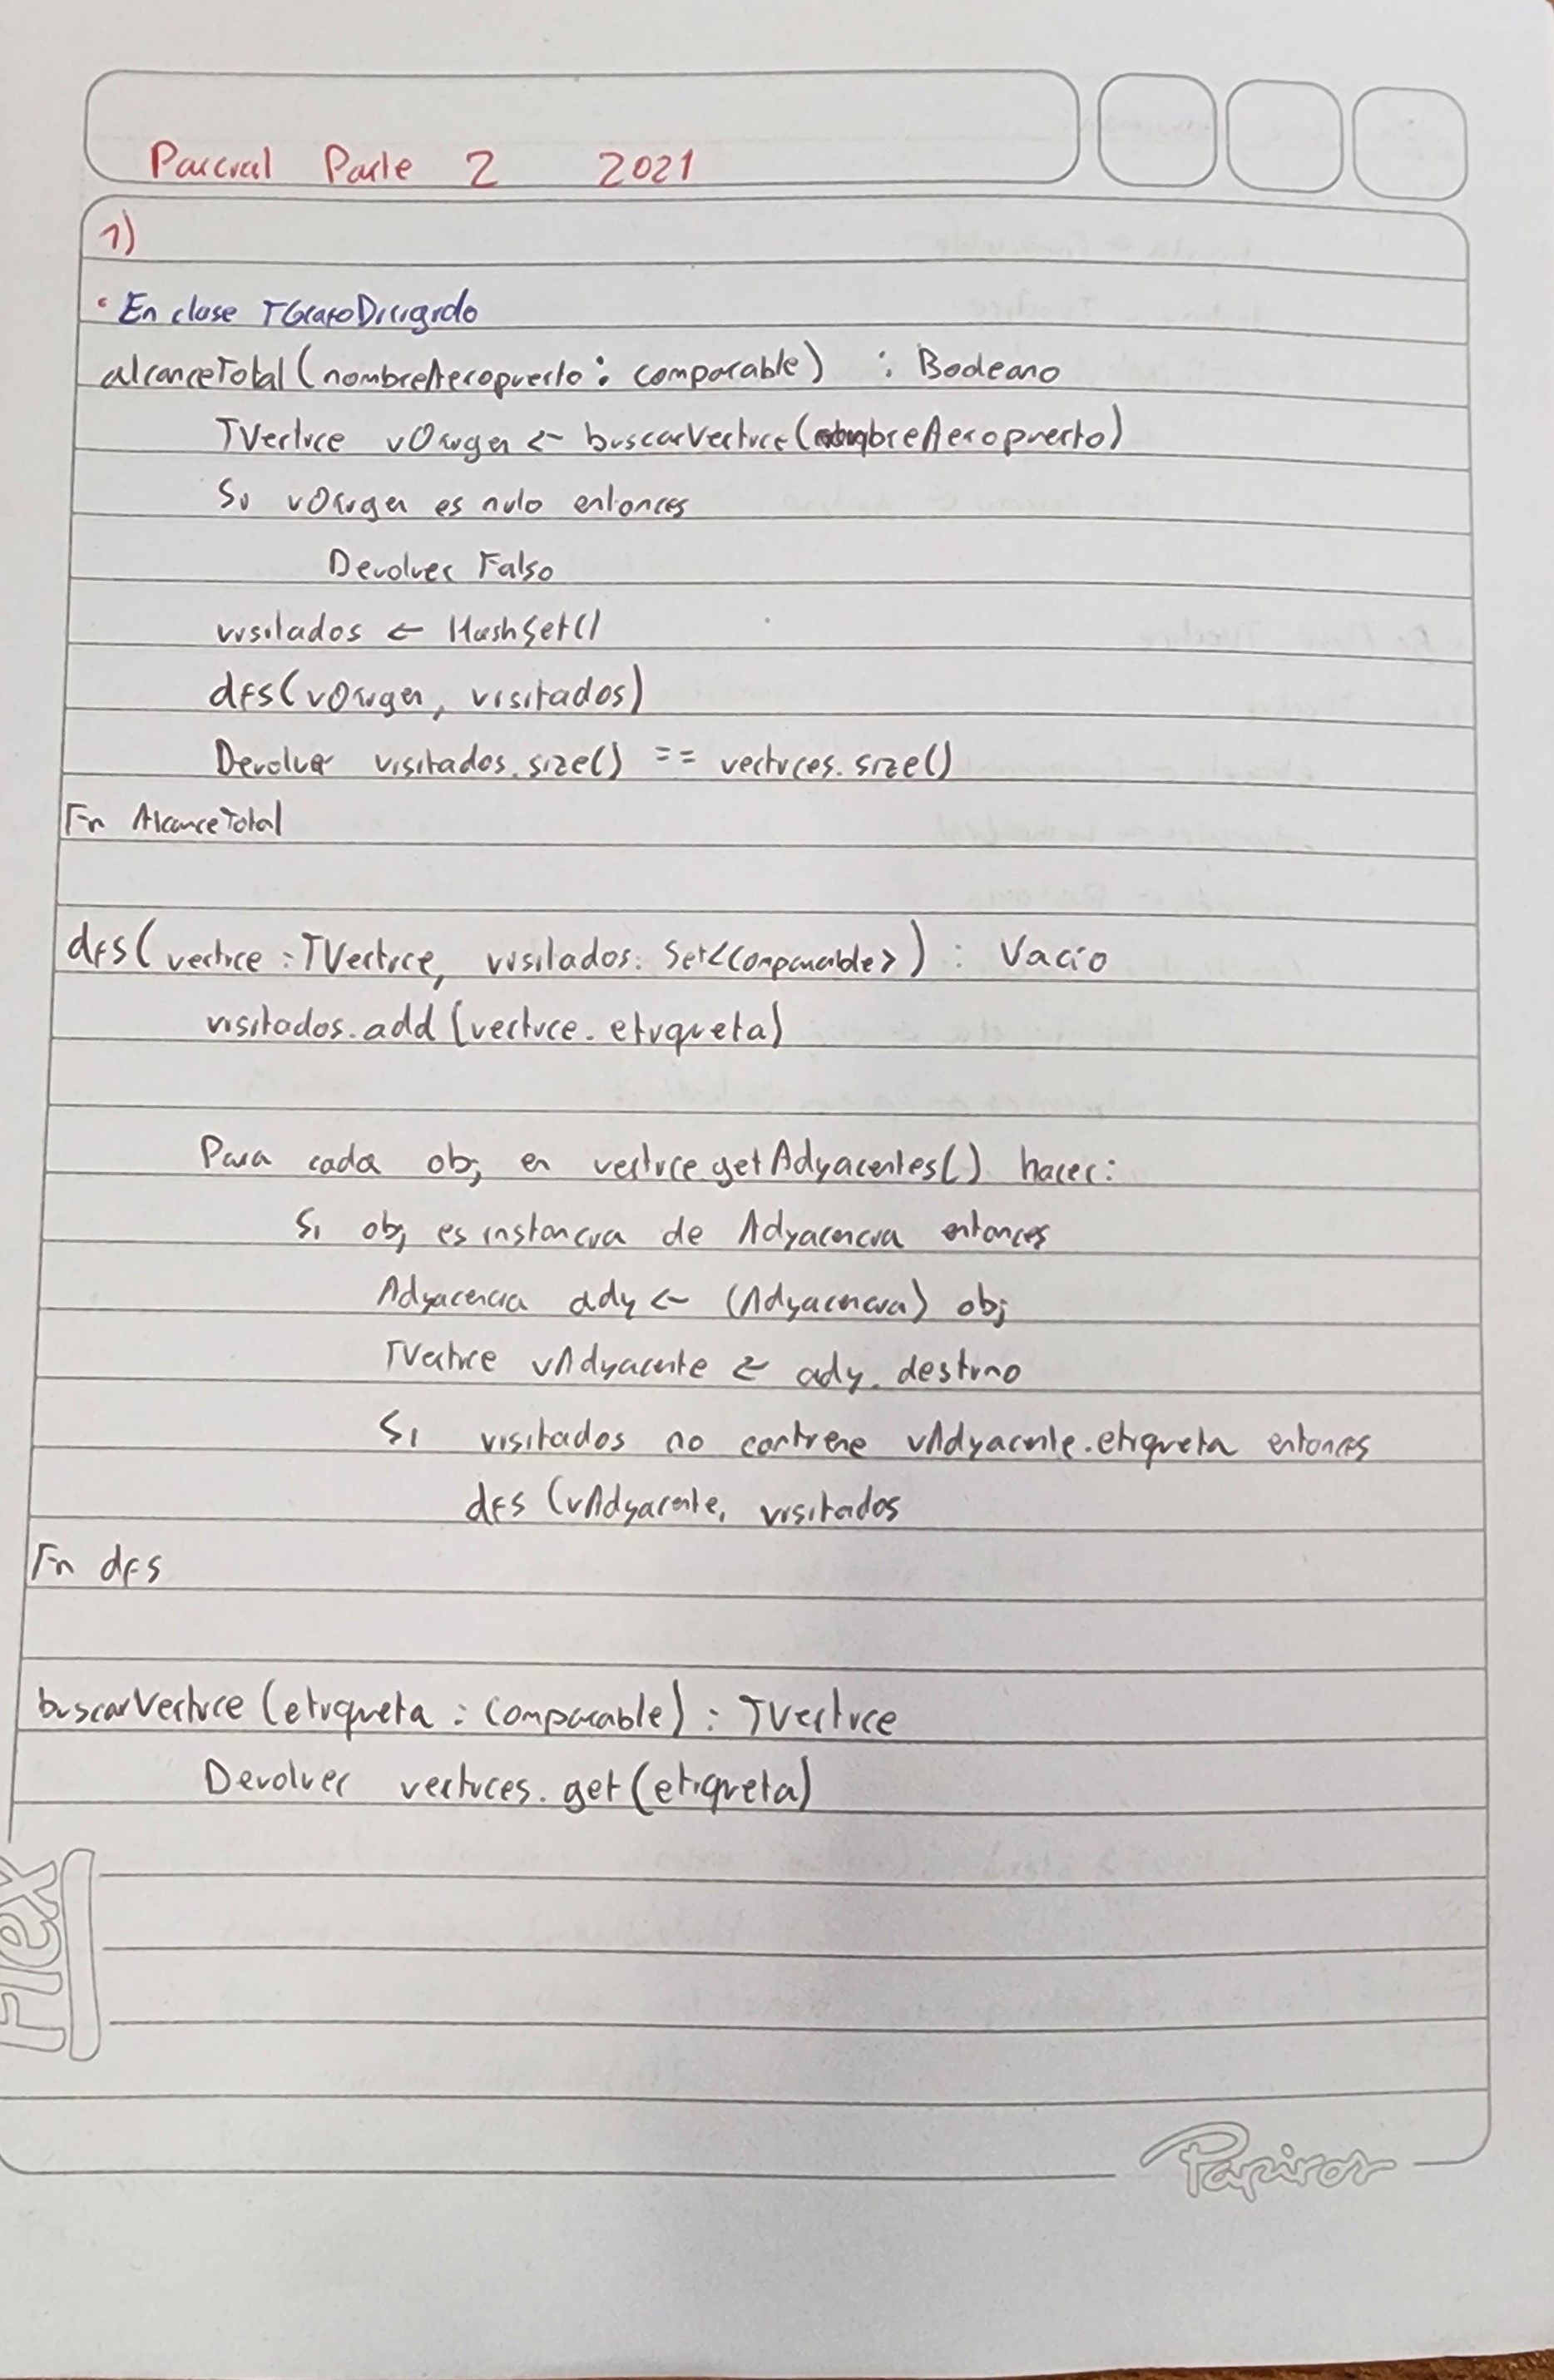 Parcial Parte 2 2021
1)
• En clase TGrafoDirigido
alcanceTotal(nombreAeropuerto: comparable) : Booleano
TVertice vOrigen <- buscarVertice(nombreAeropuerto)
Si vOrigen es nulo entonces
Devolver Falso
visitados <- HashSet()
dfs(vOrigen, visitados)
Devolver visitados.size() == vertices.size()
Fin AlcanceTotal
dfs(vertice: TVertice, visitados: Set<Comparable>) : Vacío
visitados.add(vertice.etiqueta)
Para cada obj en vertice.getAdyacentes() hacer:
Si obj es instancia de Adyacencia entonces
Adyacencia ady <- (Adyacencia) obj
TVertice vAdyacente <- ady.destino
Si visitados no contiene vAdyacente.etiqueta entonces
dfs (vAdyacente, visitados
Fin dfs
buscarVertice (etiqueta: Comparable) : TVertice
Devolver vertices.get(etiqueta)
Flex
Papiros